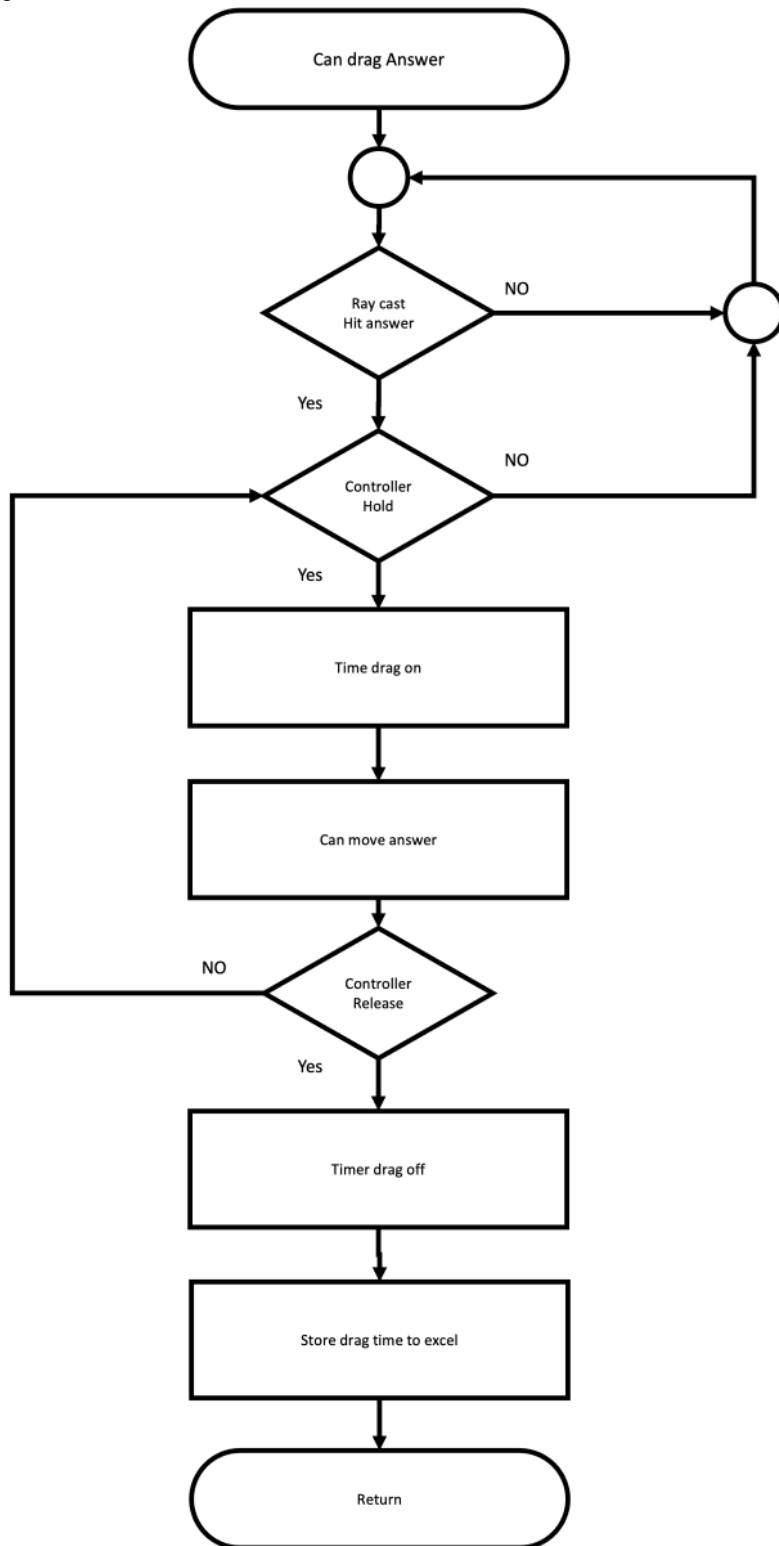 Can drag Answer
Ray cast
Hit answer
NO
Yes
Controller
Hold
NO
Yes
Time drag on
Can move answer
NO
Controller
Release
Yes
Timer drag off
Store drag time to excel
Return